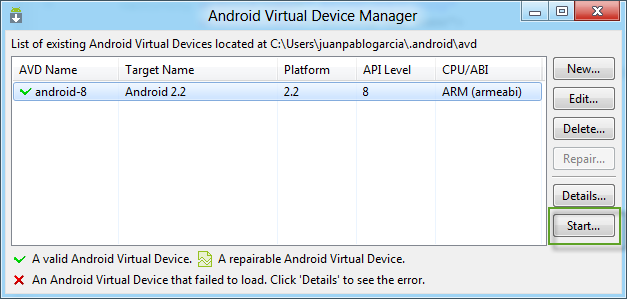 Android Virtual Device Manager
List of existing Android Virtual Devices located at C:\Users\juanpablogarcia\.android\avd
AVD Name Target Name Platform API Level CPU/ABI
android-8 Android 2.2 2.2 8 ARM (armeabi)
New...
Edit...
Delete...
Repair...
Details...
Start...
A valid Android Virtual Device. A repairable Android Virtual Device.
An Android Virtual Device that failed to load. Click 'Details' to see the error.